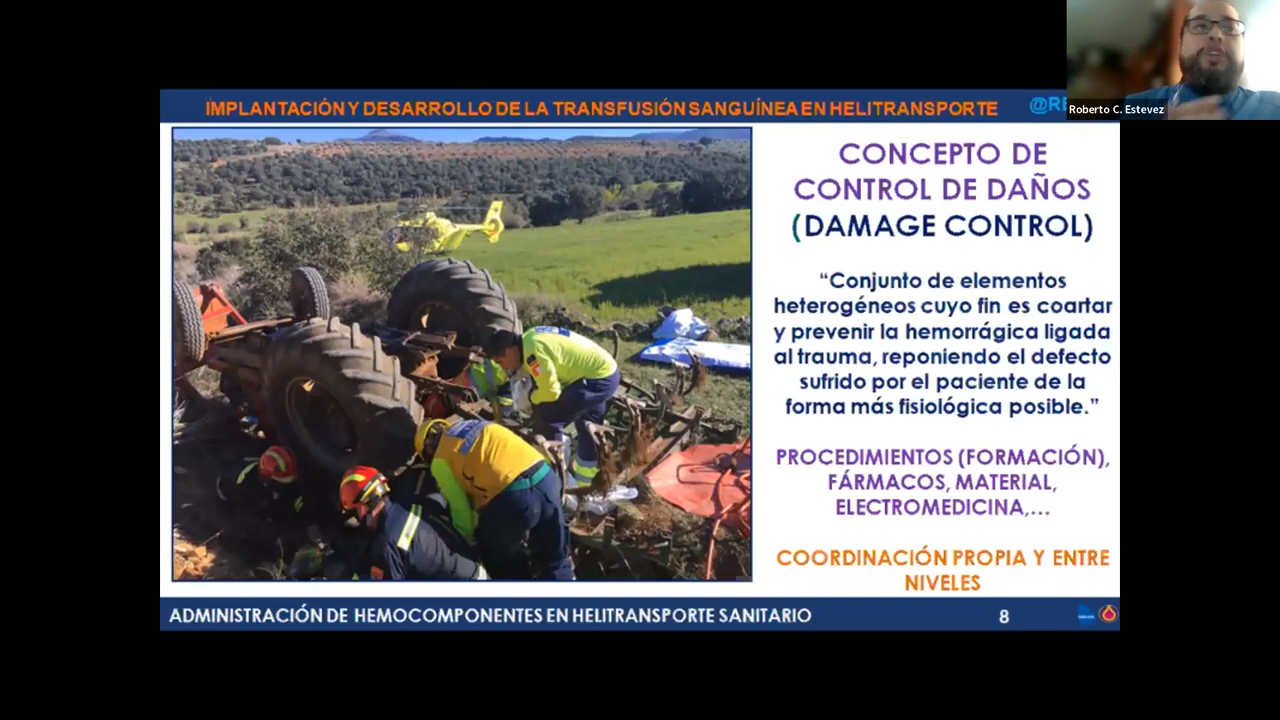 IMPLANTACIÓN Y DESARROLLO DE LA TRANSFUSIÓN SANGUÍNEA EN HELITRANSPORTE
@RE
Roberto C. Estevez
CONCEPTO DE
CONTROL DE DAÑOS
(DAMAGE CONTROL)
“Conjunto de elementos
heterogéneos cuyo fin es coartar
y prevenir la hemorrágica ligada
al trauma, reponiendo el defecto
sufrido por el paciente de la
forma más fisiológica posible.”
PROCEDIMIENTOS (FORMACIÓN),
FÁRMACOS, MATERIAL,
ELECTROMEDICINA,...
COORDINACIÓN PROPIA Y ENTRE
NIVELES
ADMINISTRACIÓN DE HEMOCOMPONENTES EN HELITRANSPORTE SANITARIO
8